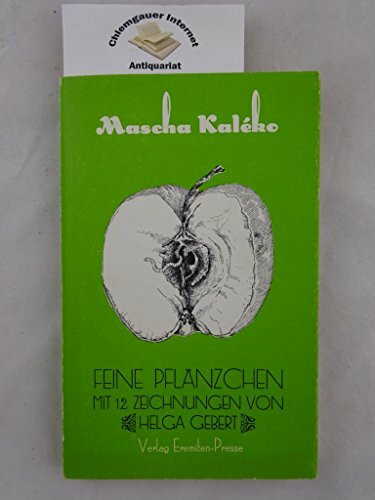 Chiemgauer Internet
Antiquariat
Mascha Kaléko
FEINE PFLÄNZCHEN
MIT 12 ZEICHNUNGEN VON
HELGA GEBERT
Verlag Eremiten-Presse